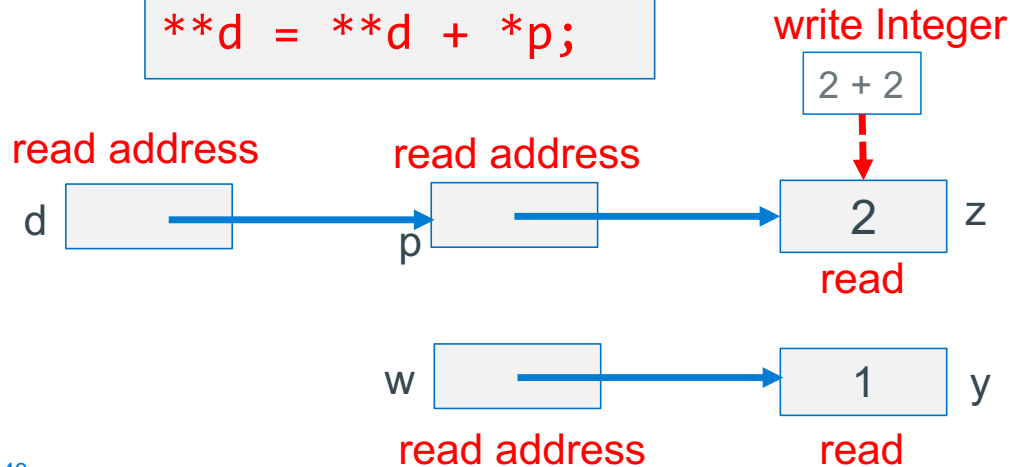 **d = **d + *p;
write Integer
2 + 2
read address
read address
d
p
2
z
read
w
1
y
read address
read